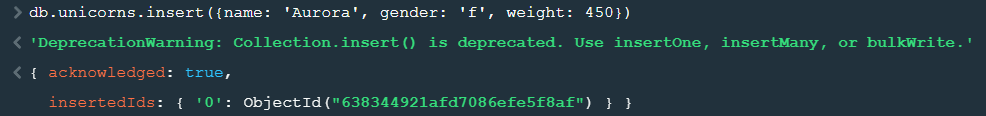 > db.unicorns.insert({name: 'Aurora', gender: 'f', weight: 450})
< 'DeprecationWarning: Collection.insert() is deprecated. Use insertOne, insertMany, or bulkWrite.'
< { acknowledged: true,
insertedIds: { '0': ObjectId("638344921afd7086efe5f8af") } }